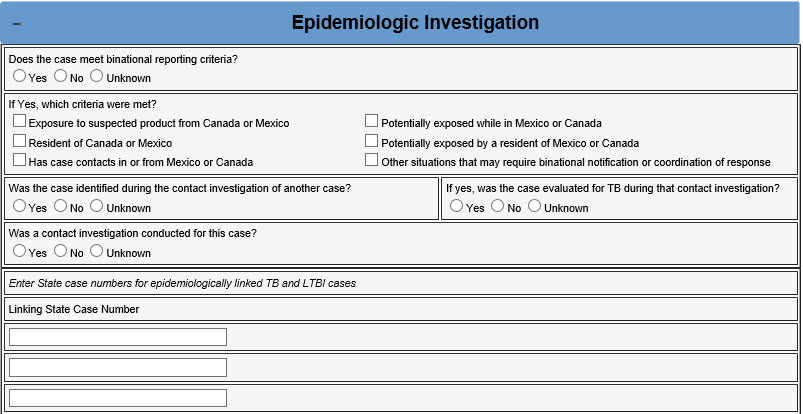 Epidemiologic Investigation
Does the case meet binational reporting criteria?
Yes No Unknown
If Yes, which criteria were met?
Exposure to suspected product from Canada or Mexico
Potentially exposed while in Mexico or Canada
Resident of Canada or Mexico
Potentially exposed by a resident of Mexico or Canada
Has case contacts in or from Mexico or Canada
Other situations that may require binational notification or coordination of response
Was the case identified during the contact investigation of another case?
Yes No Unknown
If yes, was the case evaluated for TB during that contact investigation?
Yes No Unknown
Was a contact investigation conducted for this case?
Yes No Unknown
Enter State case numbers for epidemiologically linked TB and LTBI cases
Linking State Case Number